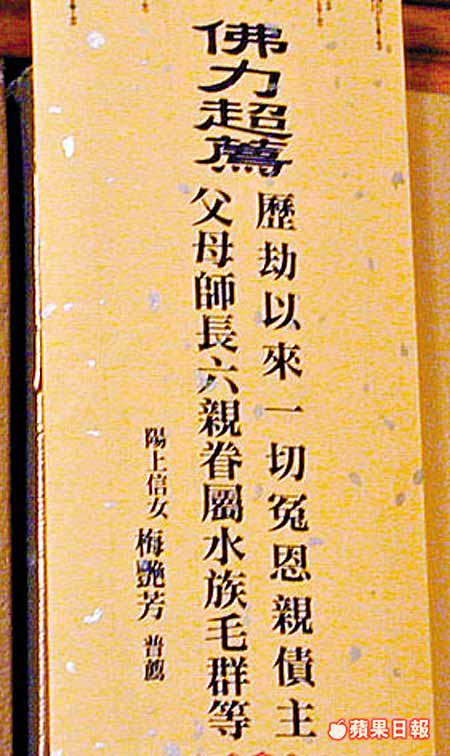 佛力超薦
歷劫以來一切冤恩親債主
父母師長六親眷屬水族毛群等
陽上信女 梅艷芳 普薦
蘋果日報